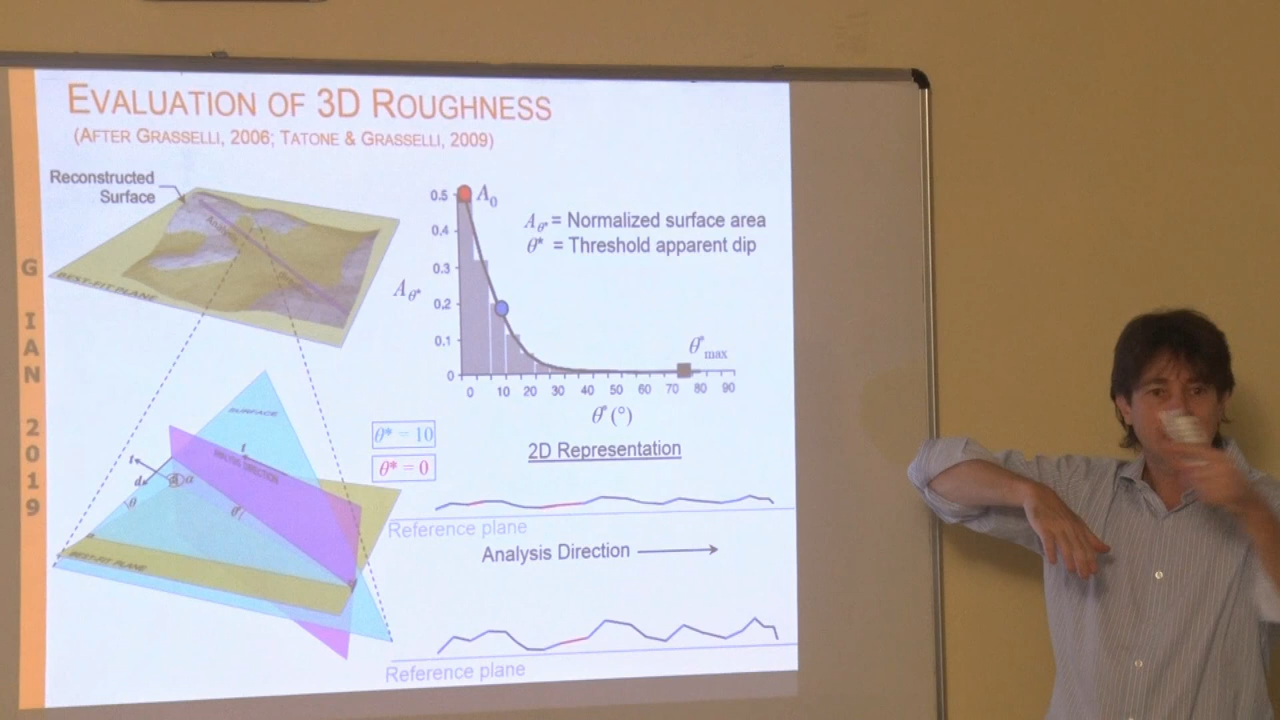 EVALUATION OF 3D ROUGHNESS
(AFTER GRASSELLI, 2006; TATONE & GRASSELLI, 2009)
Reconstructed
Surface
BEST-FIT PLANE
G IAN 2019
0.5
A0
0.4
0.3
0.2
0.1
0
Aθ*
Aθ* = Normalized surface area
θ* = Threshold apparent dip
θ*max
0 10 20 30 40 50 60 70 80 90
θ* (°)
SURFACE
ANALYSIS DIRECTION
t
d
α
θ
BEST-FIT PLANE
θ* = 10
θ* = 0
2D Representation
Reference plane
Analysis Direction
Reference plane